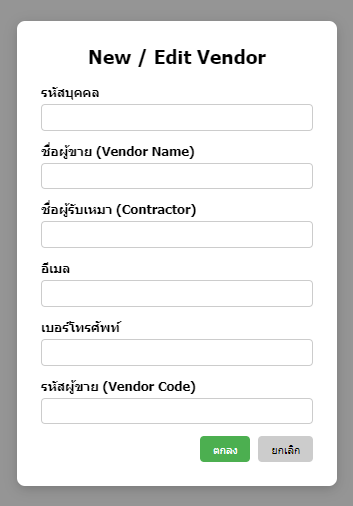 New / Edit Vendor
รหัสบุคคล
ชื่อผู้ขาย (Vendor Name)
ชื่อผู้รับเหมา (Contractor)
อีเมล
เบอร์โทรศัพท์
รหัสผู้ขาย (Vendor Code)
ตกลง ยกเลิก